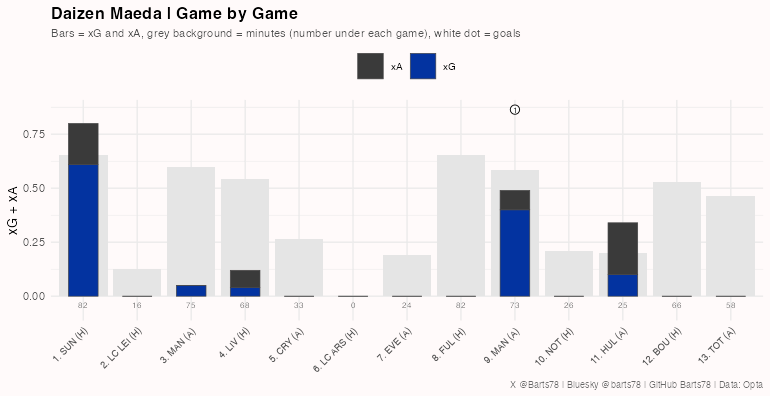 Daizen Maeda | Game by Game
Bars = xG and xA, grey background = minutes (number under each game), white dot = goals
xA xG
xG + xA
0.75
0.50
0.25
0.00
1
82 16 75 68 33 0 24 82 73 26 25 66 58
1. SUN (H)
2. LC LEI (H)
3. MAN (A)
4. LIV (H)
5. CRY (A)
6. LC ARS (H)
7. EVE (A)
8. FUL (H)
9. MAN (A)
10. NOT (H)
11. HUL (A)
12. BOU (H)
13. TOT (A)
X @Barts78 | Bluesky @barts78 | GitHub Barts78 | Data: Opta